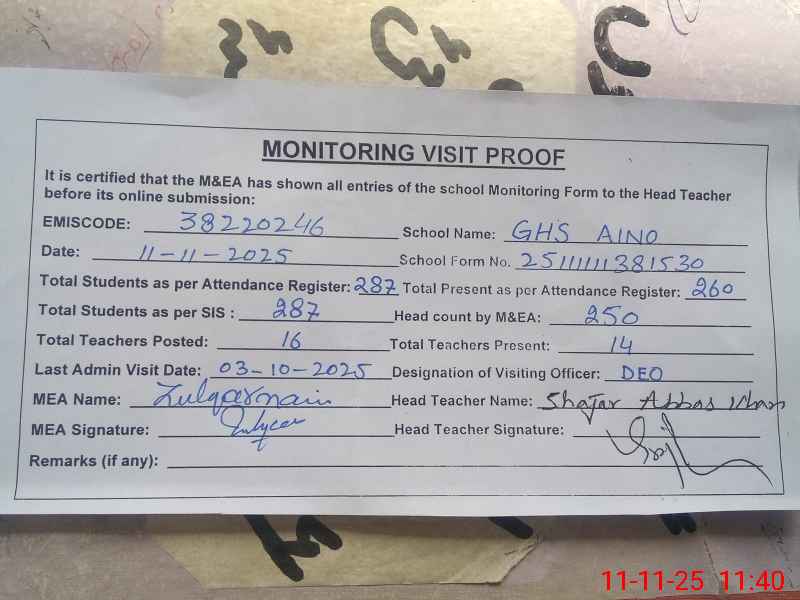 MONITORING VISIT PROOF
It is certified that the M&EA has shown all entries of the school Monitoring Form to the Head Teacher
before its online submission:
EMISCODE: 38220246 School Name: GHS AINO
Date: 11-11-2025 School Form No. 2511111381530
Total Students as per Attendance Register: 287 Total Present as per Attendance Register: 260
Total Students as per SIS : 287 Head count by M&EA: 250
Total Teachers Posted: 16 Total Teachers Present: 14
Last Admin Visit Date: 03-10-2025 Designation of Visiting Officer: DEO
MEA Name: Zulqarnain Head Teacher Name: Shajar Abbas Khan
MEA Signature: Head Teacher Signature:
Remarks (if any):
11-11-25 11:40